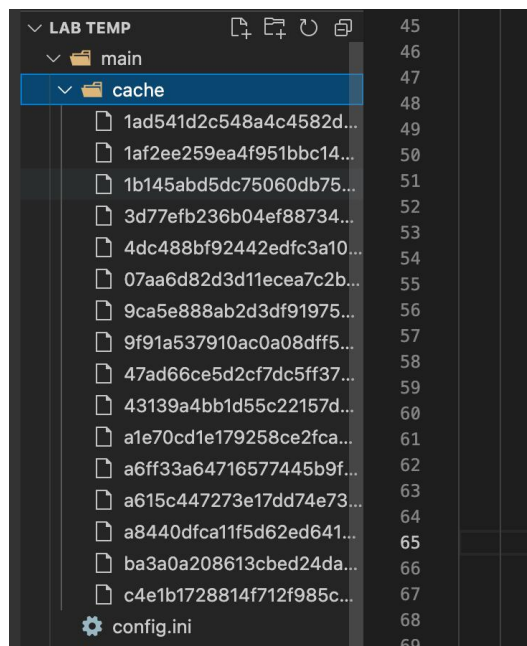 LAB TEMP
main
cache
1ad541d2c548a4c4582d...
1af2ee259ea4f951bbc14...
1b145abd5dc75060db75...
3d77efb236b04ef88734...
4dc488bf92442edfc3a10...
07aa6d82d3d11ecea7c2b...
9ca5e888ab2d3df91975...
9f91a537910ac0a08dff5...
47ad66ce5d2cf7dc5ff37...
43139a4bb1d55c22157d...
a1e70cd1e179258ce2fca...
a6ff33a64716577445b9f...
a615c447273e17dd74e73...
a8440dfca11f5d62ed641...
ba3a0a208613cbed24da...
c4e1b1728814f712f985c...
config.ini
45
46
47
48
49
50
51
52
53
54
55
56
57
58
59
60
61
62
63
64
65
66
67
68
69